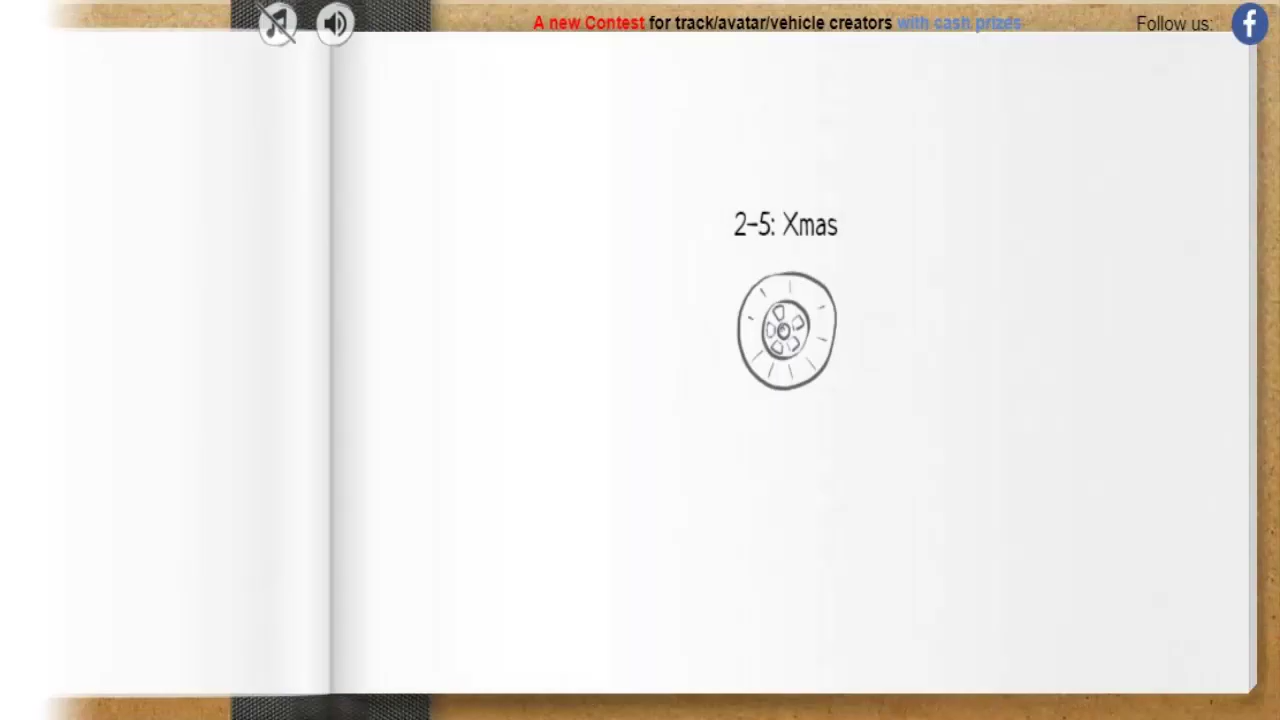 A new Contest for track/avatar/vehicle creators with cash prizes
Follow us:
2-5: Xmas